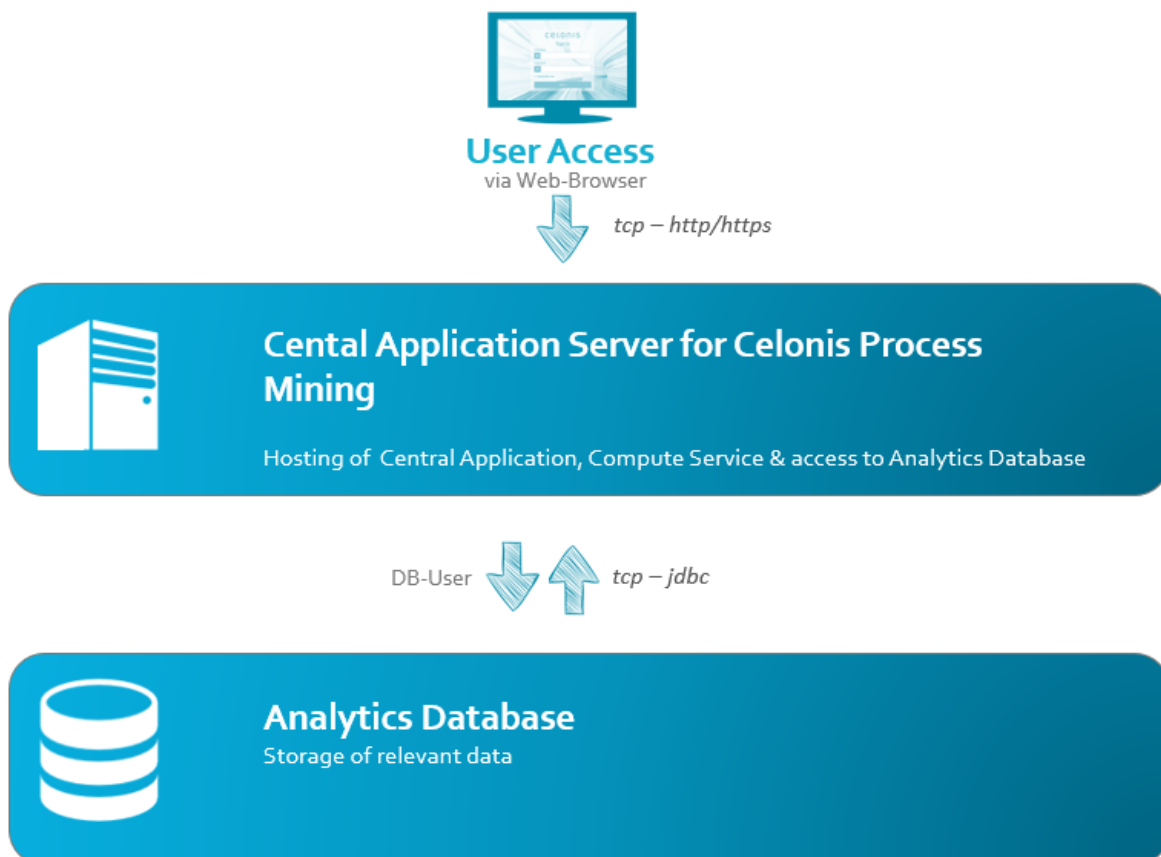 celonis
User Access
via Web-Browser
tcp – http/https
Cental Application Server for Celonis Process
Mining
Hosting of Central Application, Compute Service & access to Analytics Database
DB-User
tcp – jdbc
Analytics Database
Storage of relevant data